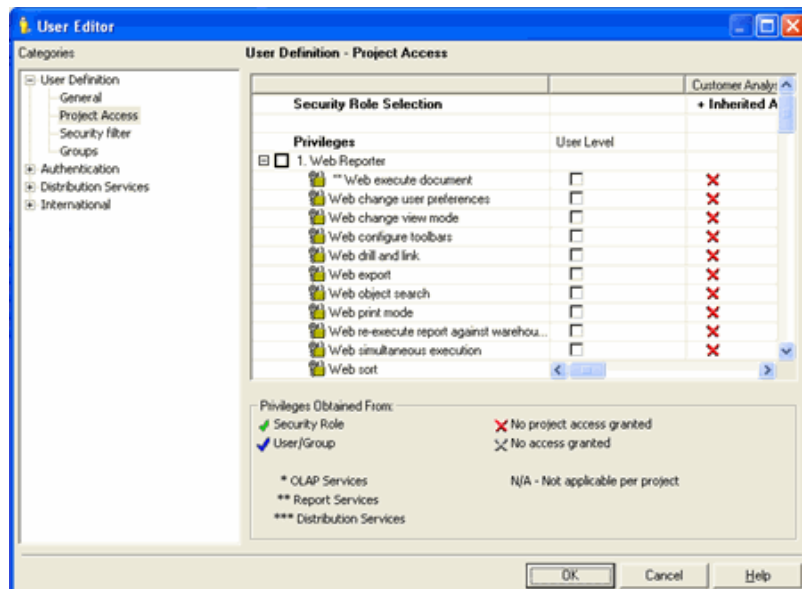 User Editor
Categories
User Definition - Project Access
User Definition
General
Project Access
Security filter
Groups
Authentication
Distribution Services
International
Customer Analys
Security Role Selection + Inherited A
Privileges User Level
1. Web Reporter
** Web execute document
Web change user preferences
Web change view mode
Web configure toolbars
Web drill and link
Web export
Web object search
Web print mode
Web re-execute report against warehou...
Web simultaneous execution
Web sort
Privileges Obtained From:
Security Role No project access granted
User/Group No access granted
* OLAP Services N/A - Not applicable per project
** Report Services
*** Distribution Services
OK Cancel Help